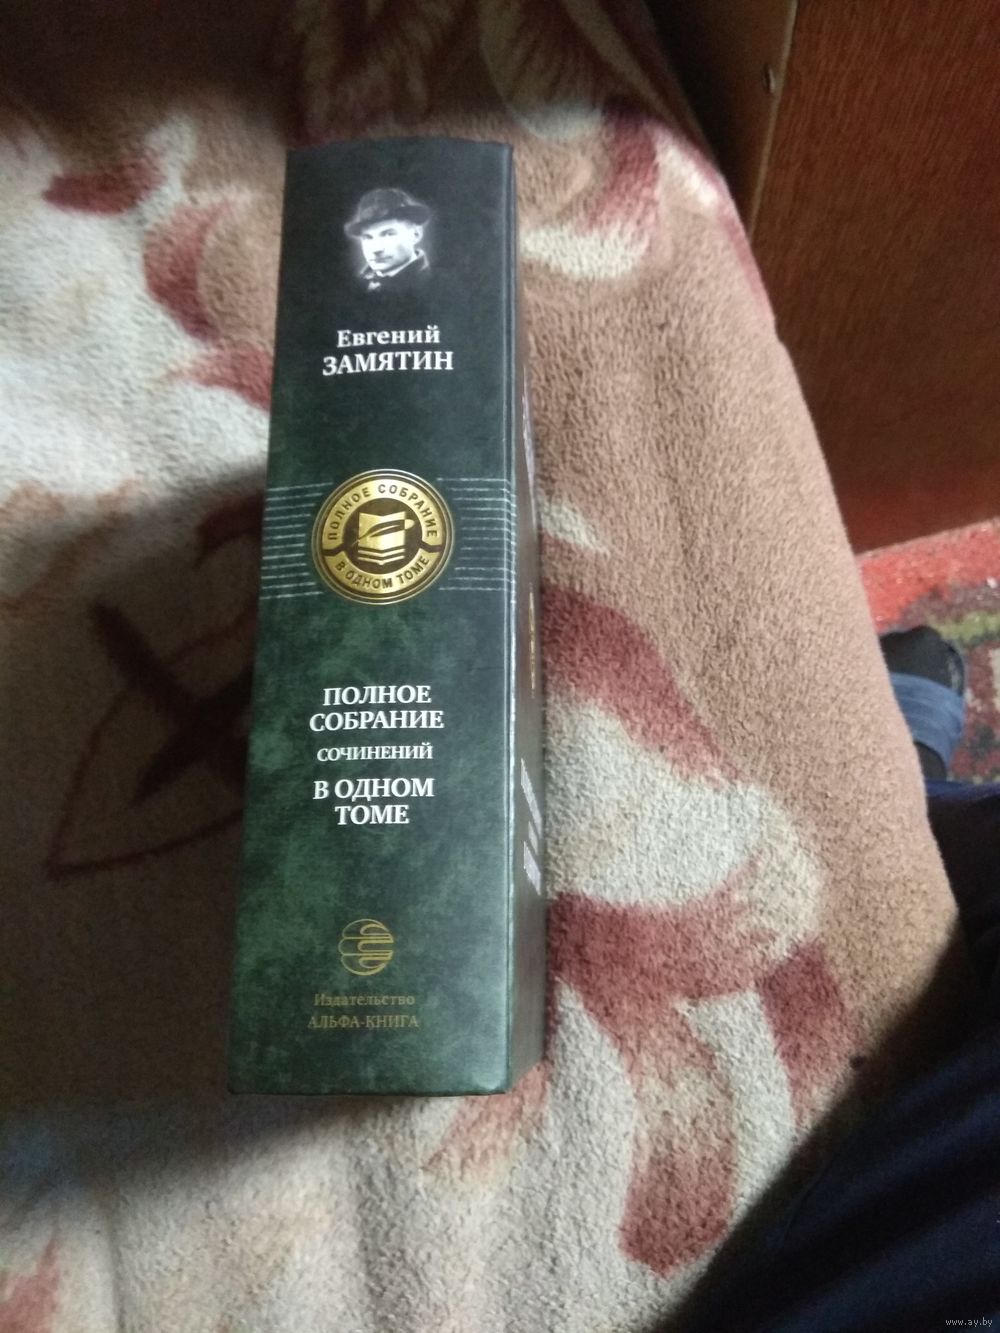 Евгений
ЗАМЯТИН
ПОЛНОЕ СОБРАНИЕ
В ОДНОМ ТОМЕ
ПОЛНОЕ
СОБРАНИЕ
СОЧИНЕНИЙ
В ОДНОМ
ТОМЕ
Издательство
АЛЬФА-КНИГА
www.ay.by